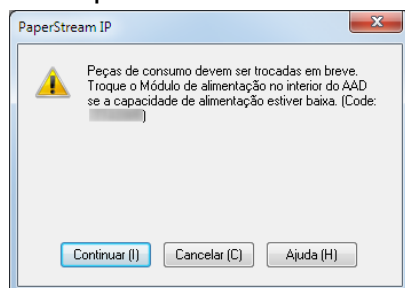 PaperStream IP
Peças de consumo devem ser trocadas em breve.
Troque o Módulo de alimentação no interior do AAD
se a capacidade de alimentação estiver baixa. (Code:
)
Continuar (I)
Cancelar (C)
Ajuda (H)